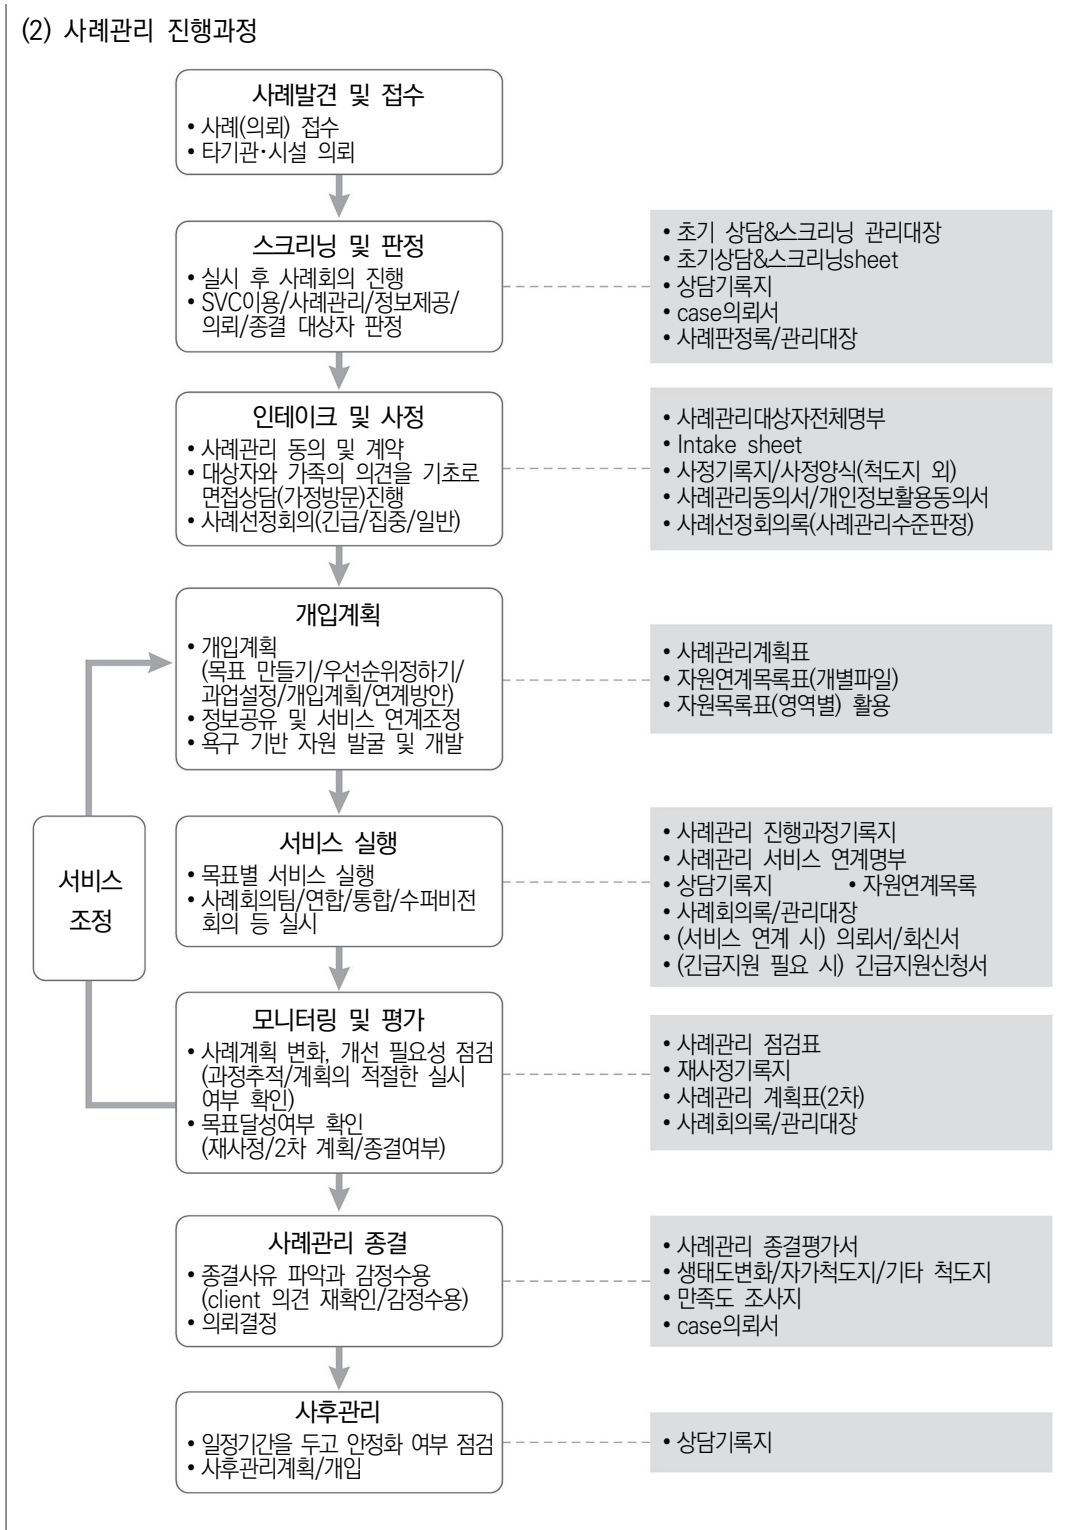 (2) 사례관리 진행과정
사례발견 및 접수
• 사례(의뢰) 접수
• 타기관·시설 의뢰
스크리닝 및 판정
• 실시 후 사례회의 진행
• SVC이용/사례관리/정보제공/
의뢰/종결 대상자 판정
• 초기 상담&스크리닝 관리대장
• 초기상담&스크리닝sheet
• 상담기록지
• case의뢰서
• 사례판정록/관리대장
인테이크 및 사정
• 사례관리 동의 및 계약
• 대상자와 가족의 의견을 기초로
면접상담(가정방문)진행
• 사례선정회의(긴급/집중/일반)
• 사례관리대상자전체명부
• Intake sheet
• 사정기록지/사정양식(척도지 외)
• 사례관리동의서/개인정보활용동의서
• 사례선정회의록(사례관리수준판정)
개입계획
• 개입계획
(목표 만들기/우선순위정하기/
과업설정/개입계획/연계방안)
• 정보공유 및 서비스 연계조정
• 욕구 기반 자원 발굴 및 개발
• 사례관리계획표
• 자원연계목록표(개별파일)
• 자원목록표(영역별) 활용
서비스
조정
서비스 실행
• 목표별 서비스 실행
• 사례회의팀/연합/통합/수퍼비전
회의 등 실시
• 사례관리 진행과정기록지
• 사례관리 서비스 연계명부
• 상담기록지 • 자원연계목록
• 사례회의록/관리대장
• (서비스 연계 시) 의뢰서/회신서
• (긴급지원 필요 시) 긴급지원신청서
모니터링 및 평가
• 사례계획 변화, 개선 필요성 점검
(과정추적/계획의 적절한 실시
여부 확인)
• 목표달성여부 확인
(재사정/2차 계획/종결여부)
• 사례관리 점검표
• 재사정기록지
• 사례관리 계획표(2차)
• 사례회의록/관리대장
사례관리 종결
• 종결사유 파악과 감정수용
(client 의견 재확인/감정수용)
• 의뢰결정
• 사례관리 종결평가서
• 생태도변화/자가척도지/기타 척도지
• 만족도 조사지
• case의뢰서
사후관리
• 일정기간을 두고 안정화 여부 점검
• 사후관리계획/개입
• 상담기록지